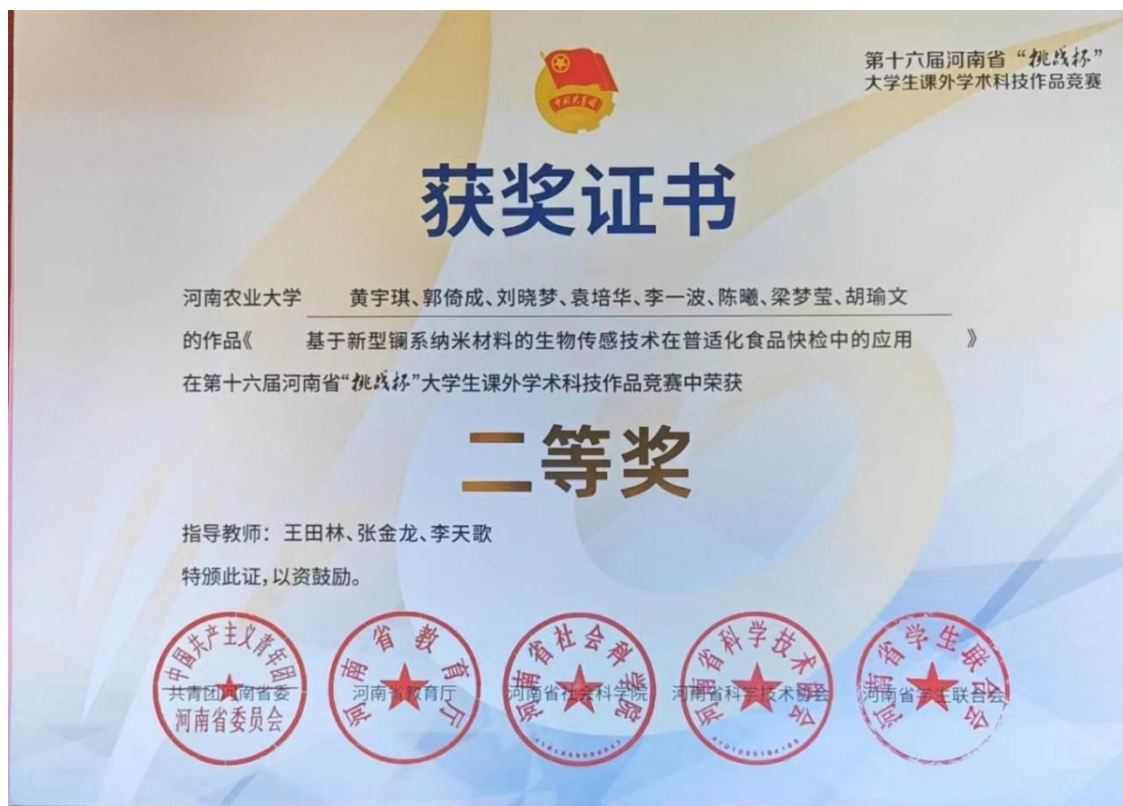 第十六届河南省“挑战杯”
大学生课外学术科技作品竞赛
中国共青团
获奖证书
河南农业大学 黄宇琪、郭倚成、刘晓梦、袁培华、李一波、陈曦、梁梦莹、胡瑜文
的作品《 基于新型镧系纳米材料的生物传感技术在普适化食品快检中的应用 》
在第十六届河南省“挑战杯”大学生课外学术科技作品竞赛中荣获
二等奖
指导教师：王田林、张金龙、李天歌
特颁此证，以资鼓励。
中国共产主义青年团
共青团河南省委
河南省委员会
河南省教育厅
河南省教育厅
河南省社会科学院
河南省社会科学院
河南省科学技术协会
河南省科学技术协会
河南省学生联合会
河南省学生联合会